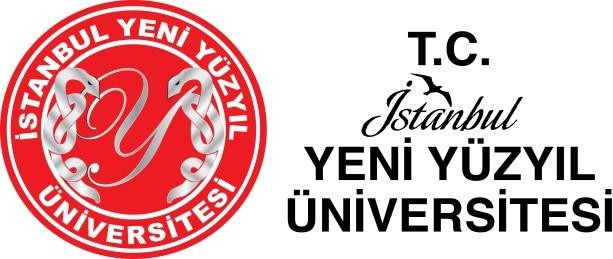 İSTANBUL YENİ YÜZYIL
Y
ÜNİVERSİTESİ
T.C.
İstanbul
YENİ YÜZYIL
ÜNİVERSİTESİ